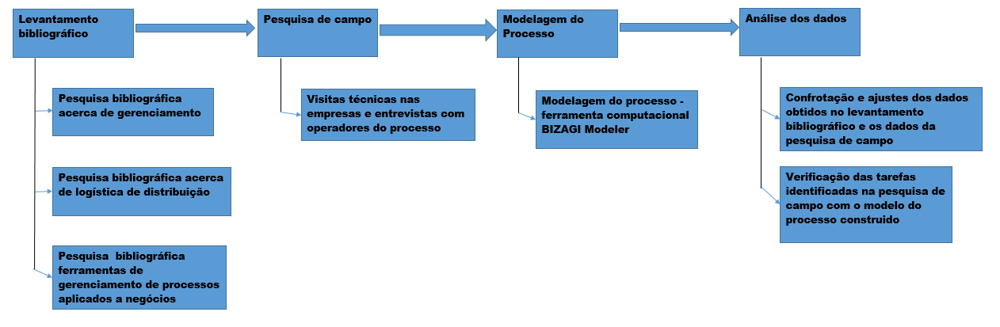 Levantamento
bibliográfico
Pesquisa bibliográfica
acerca de gerenciamento
Pesquisa bibliográfica acerca
de logística de distribuição
Pesquisa bibliográfica
ferramentas de
gerenciamento de processos
aplicados a negócios
Pesquisa de campo
Visitas técnicas nas
empresas e entrevistas com
operadores do processo
Modelagem do
Processo
Modelagem do processo -
ferramenta computacional
BIZAGI Modeler
Análise dos dados
Confrotação e ajustes dos dados
obtidos no levantamento
bibliográfico e os dados da
pesquisa de campo
Verificação das tarefas
identificadas na pesquisa de
campo com o modelo do
processo construido